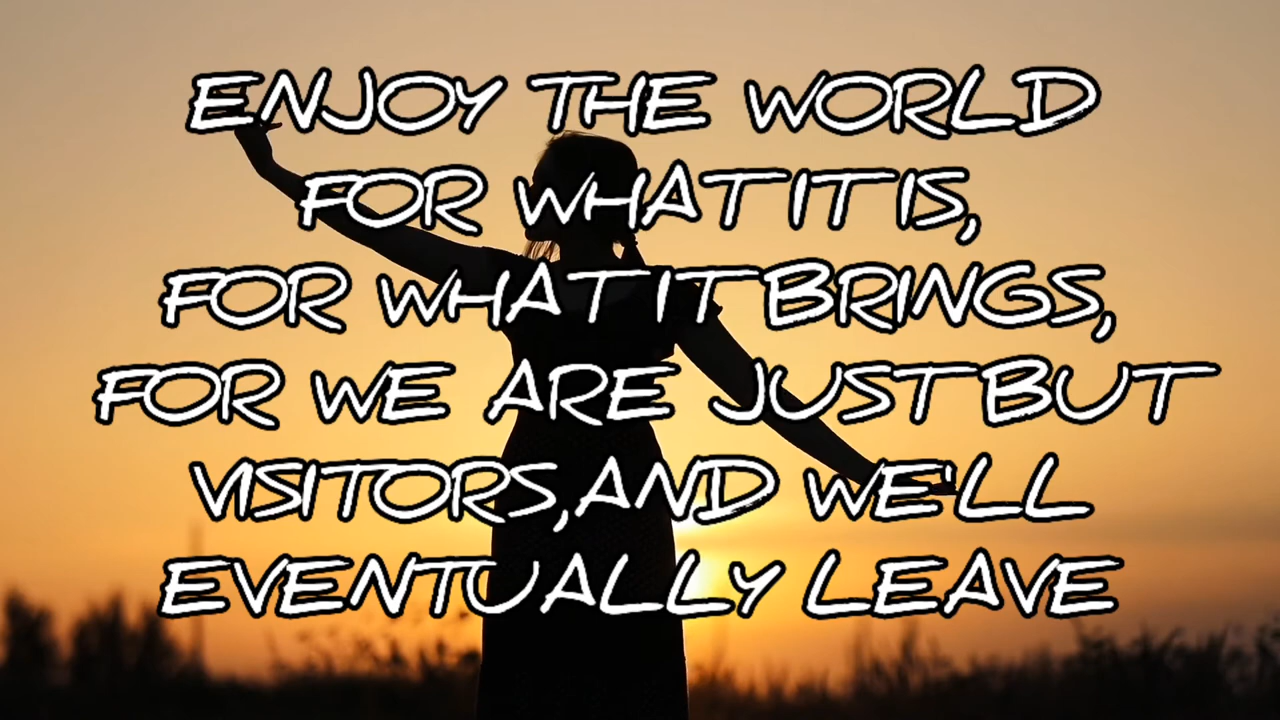 ENJOY THE WORLD
FOR WHAT IT IS,
FOR WHAT IT BRINGS,
FOR WE ARE JUST BUT
VISITORS,AND WE'LL
EVENTUALLY LEAVE